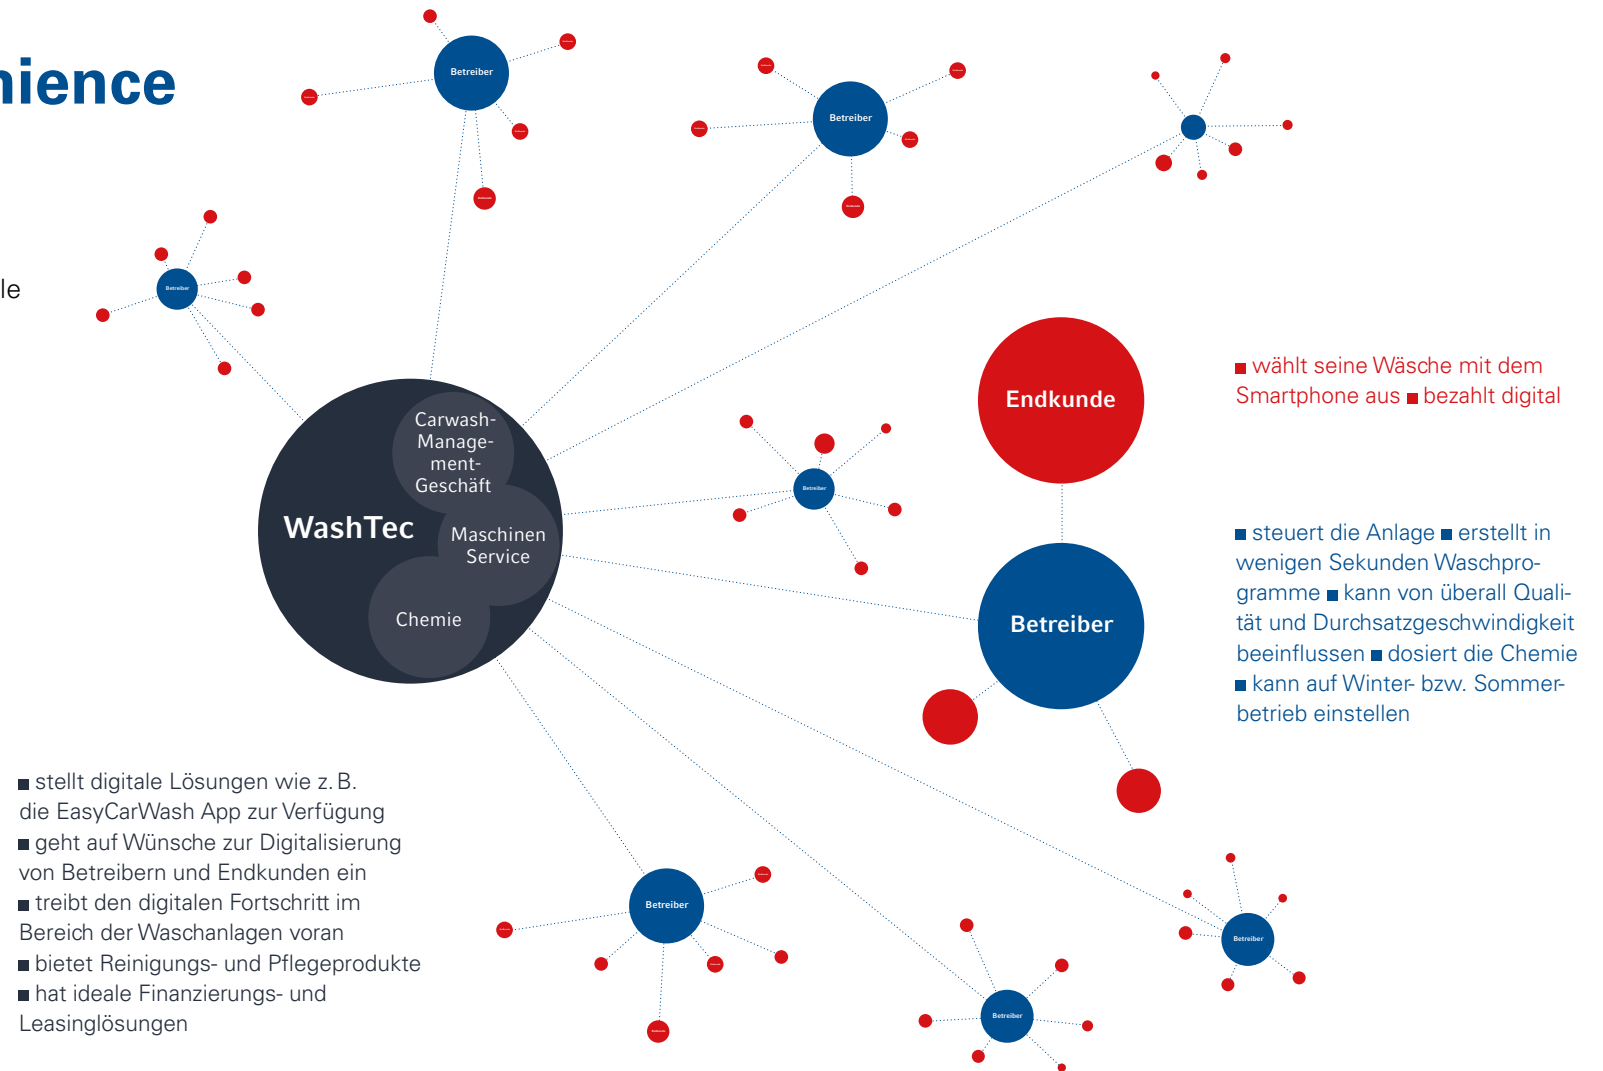 nience
le
Betreiber
Betreiber
Betreiber
Endkunde
■ wählt seine Wäsche mit dem
Smartphone aus ■ bezahlt digital
Carwash-
Manage-
ment-
Geschäft
WashTec
Maschinen
Service
Chemie
Betreiber
Betreiber
■ steuert die Anlage ■ erstellt in
wenigen Sekunden Waschpro-
gramme ■ kann von überall Quali-
tät und Durchsatzgeschwindigkeit
beeinflussen ■ dosiert die Chemie
■ kann auf Winter- bzw. Sommer-
betrieb einstellen
■ stellt digitale Lösungen wie z. B.
die EasyCarWash App zur Verfügung
■ geht auf Wünsche zur Digitalisierung
von Betreibern und Endkunden ein
■ treibt den digitalen Fortschritt im
Bereich der Waschanlagen voran
■ bietet Reinigungs- und Pflegeprodukte
■ hat ideale Finanzierungs- und
Leasinglösungen
Betreiber
Betreiber
Betreiber